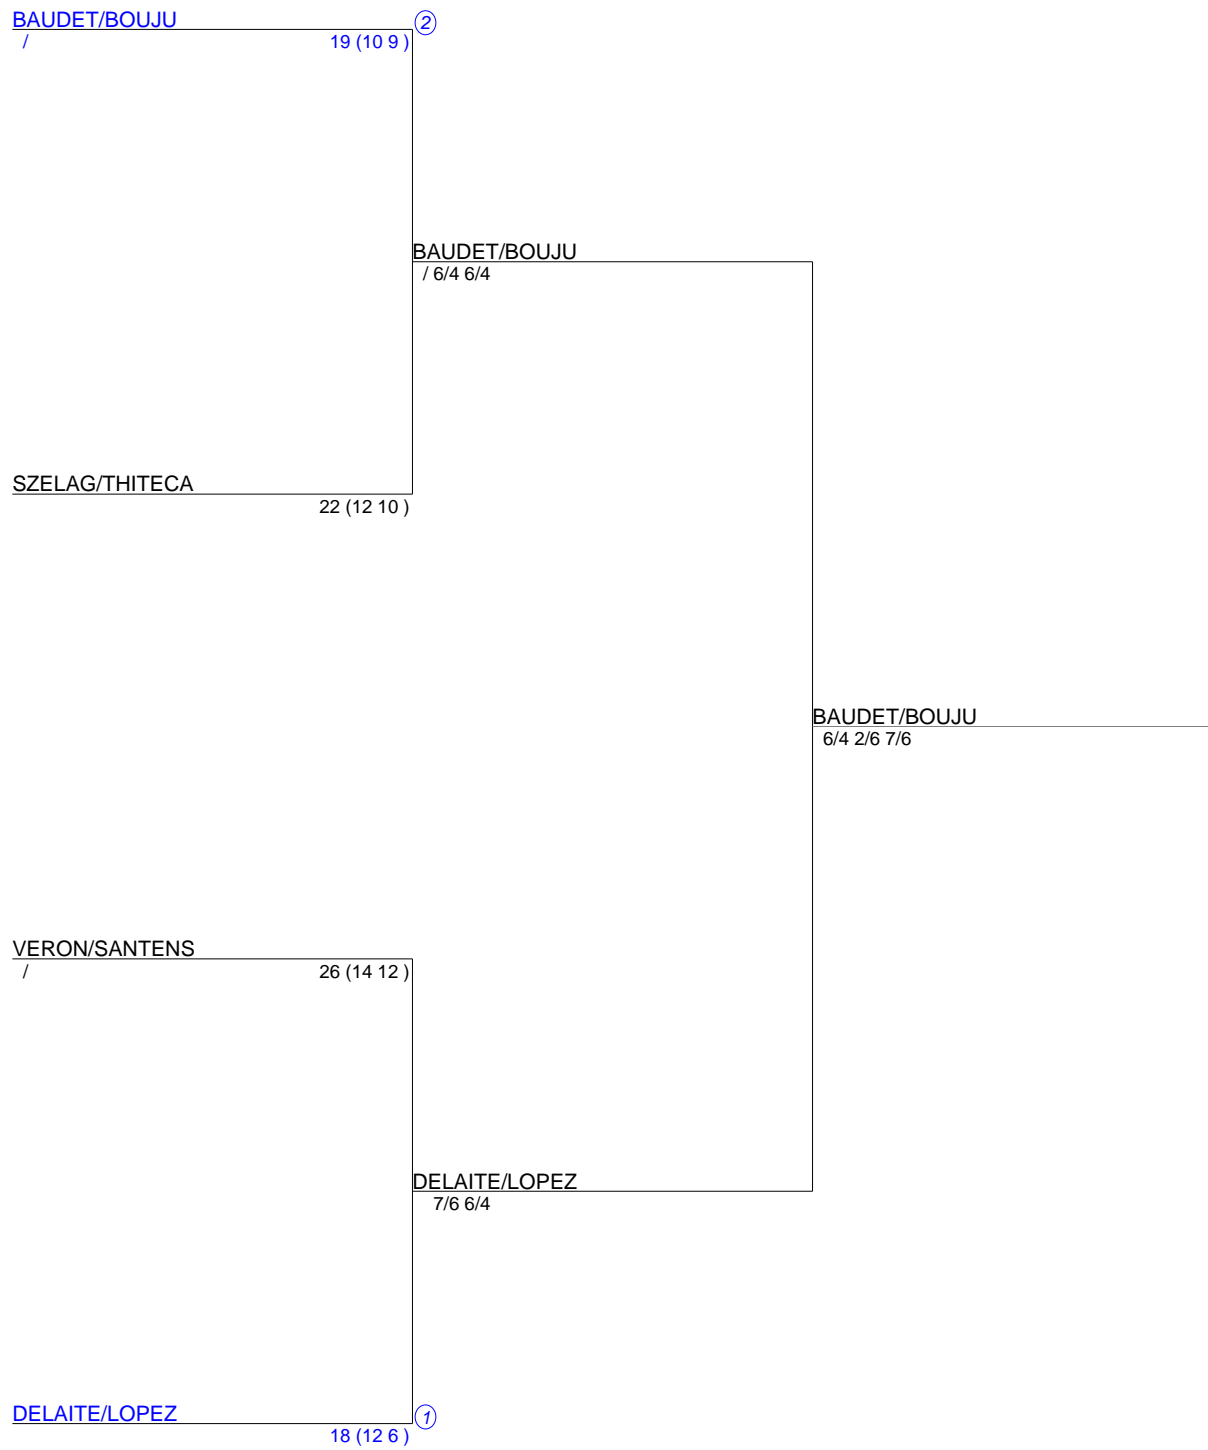 BAUDET/BOUJU
2
/ 19 (10 9 )
BAUDET/BOUJU
/ 6/4 6/4
SZELAG/THITECA
22 (12 10 )
BAUDET/BOUJU
6/4 2/6 7/6
VERON/SANTENS
/ 26 (14 12 )
DELAITE/LOPEZ
7/6 6/4
DELAITE/LOPEZ
1
18 (12 6 )